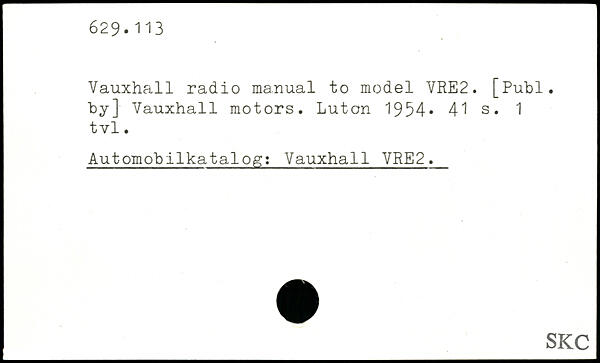 629.113
Vauxhall radio manual to model VRE2. [Publ.
by] Vauxhall motors. Luton 1954. 41 s. 1
tvl.
Automobilkatalog: Vauxhall VRE2.
SKC